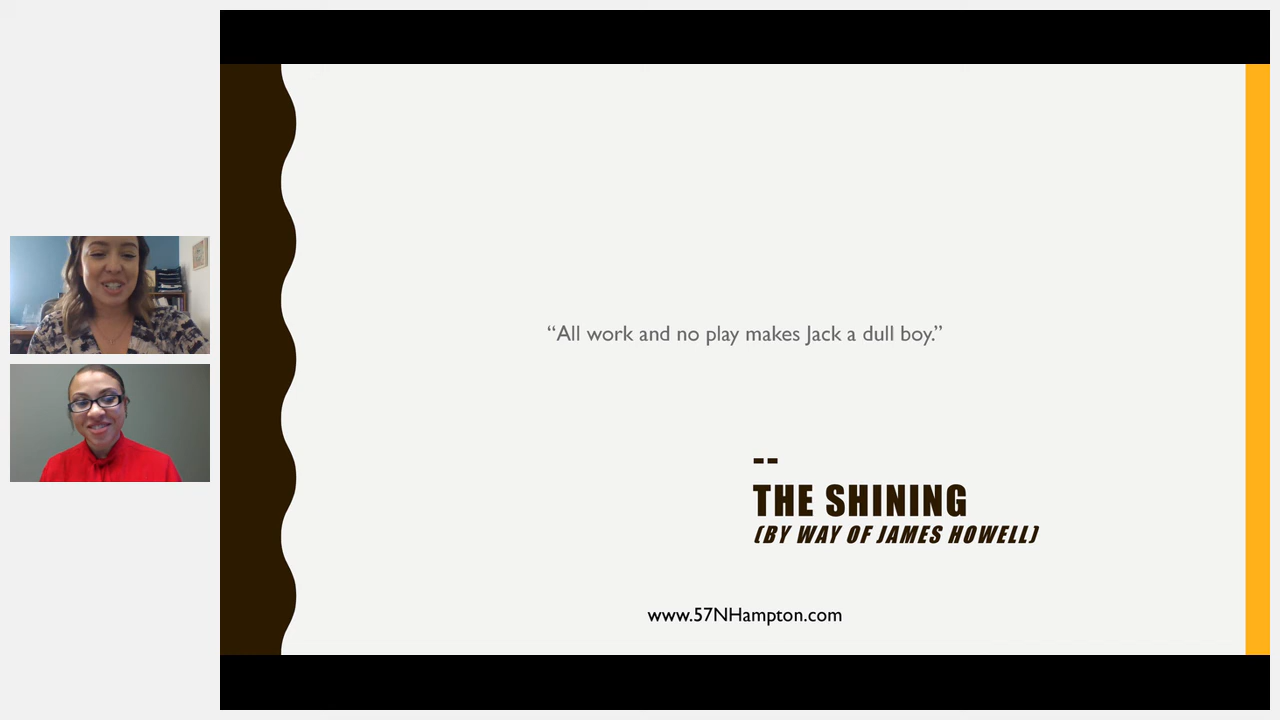 “All work and no play makes Jack a dull boy.”
--
THE SHINING
(BY WAY OF JAMES HOWELL)
www.57NHampton.com